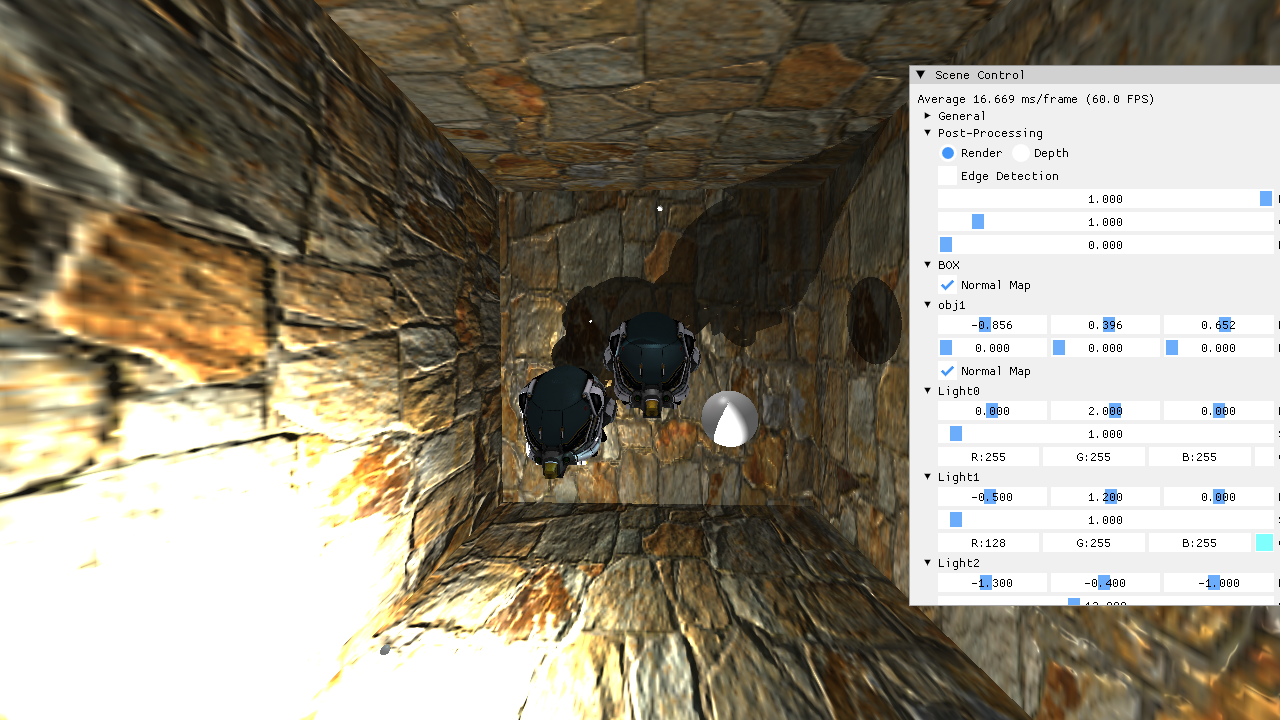 Scene Control
Average 16.669 ms/frame (60.0 FPS)
General
Post-Processing
Render Depth
Edge Detection
1.000
1.000
0.000
BOX
Normal Map
obj1
-0.856 0.396 0.652
0.000 0.000 0.000
Normal Map
Light0
0.000 2.000 0.000
1.000
R:255 G:255 B:255
Light1
-0.500 1.200 0.000
1.000
R:128 G:255 B:255
Light2
-1.300 -0.400 -1.000